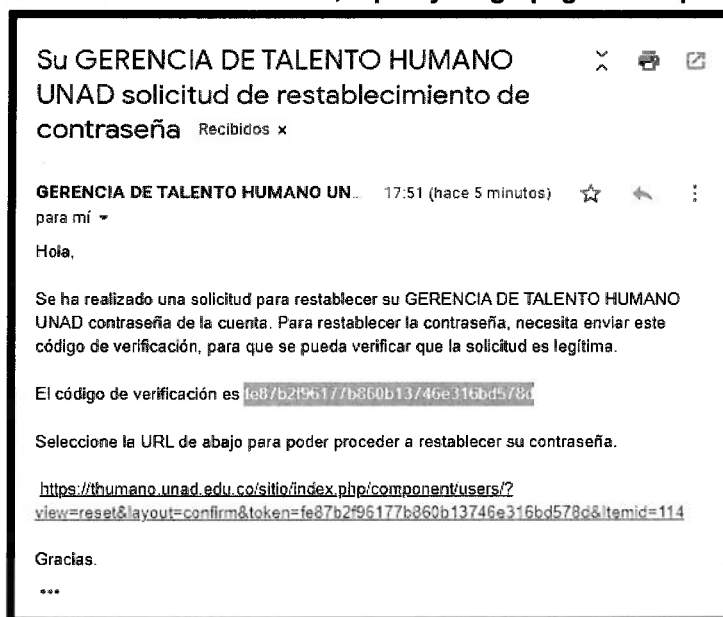 Su GERENCIA DE TALENTO HUMANO
UNAD solicitud de restablecimiento de
contraseña Recibidos x
GERENCIA DE TALENTO HUMANO UN... 17:51 (hace 5 minutos)
para mí
Hola,
Se ha realizado una solicitud para restablecer su GERENCIA DE TALENTO HUMANO
UNAD contraseña de la cuenta. Para restablecer la contraseña, necesita enviar este
código de verificación, para que se pueda verificar que la solicitud es legítima.
El código de verificación es fe87b2f96177b860b13746e316bd578d
Seleccione la URL de abajo para poder proceder a restablecer su contraseña.
https://thumano.unad.edu.co/sitio/index.php/component/users/?
view=reset&layout=confirm&token=fe87b2f96177b860b13746e316bd578d&Itemid=114
Gracias.